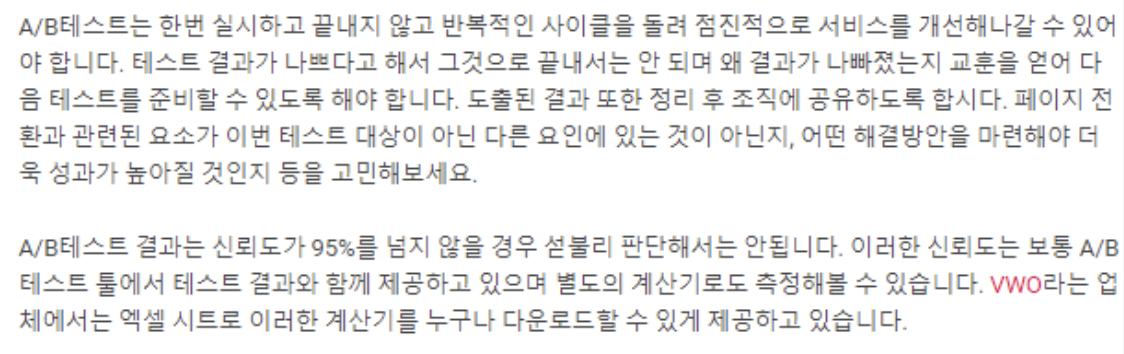 A/B테스트는 한번 실시하고 끝내지 않고 반복적인 사이클을 돌려 점진적으로 서비스를 개선해나갈 수 있어
야 합니다. 테스트 결과가 나쁘다고 해서 그것으로 끝내서는 안 되며 왜 결과가 나빠졌는지 교훈을 얻어 다
음 테스트를 준비할 수 있도록 해야 합니다. 도출된 결과 또한 정리 후 조직에 공유하도록 합시다. 페이지 전
환과 관련된 요소가 이번 테스트 대상이 아닌 다른 요인에 있는 것이 아닌지, 어떤 해결방안을 마련해야 더
욱 성과가 높아질 것인지 등을 고민해보세요.
A/B테스트 결과는 신뢰도가 95%를 넘지 않을 경우 섣불리 판단해서는 안됩니다. 이러한 신뢰도는 보통 A/B
테스트 툴에서 테스트 결과와 함께 제공하고 있으며 별도의 계산기로도 측정해볼 수 있습니다. VWO라는 업
체에서는 엑셀 시트로 이러한 계산기를 누구나 다운로드할 수 있게 제공하고 있습니다.